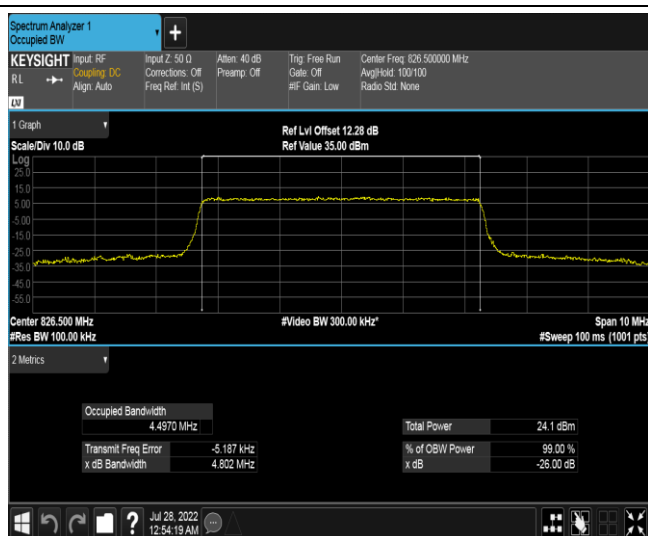 Spectrum Analyzer 1
Occupied BW
+
KEYSIGHT
RL
LXI
Input: RF
Coupling: DC
Align: Auto
Input Z: 50 Ω
Corrections: Off
Freq Ref: Int (S)
Atten: 40 dB
Preamp: Off
Trig: Free Run
Gate: Off
#IF Gain: Low
Center Freq: 826.500000 MHz
Avg|Hold: 100/100
Radio Std: None
1 Graph
Scale/Div 10.0 dB
Ref Lvl Offset 12.28 dB
Ref Value 35.00 dBm
Log
25.0
15.0
5.00
-5.00
-15.0
-25.0
-35.0
-45.0
-55.0
Center 826.500 MHz
#Res BW 100.00 kHz
#Video BW 300.00 kHz*
Span 10 MHz
#Sweep 100 ms (1001 pts)
2 Metrics
Occupied Bandwidth
4.4970 MHz
Transmit Freq Error -5.187 kHz
x dB Bandwidth 4.802 MHz
Total Power 24.1 dBm
% of OBW Power 99.00 %
x dB -26.00 dB
?
Jul 28, 2022
12:54:19 AM